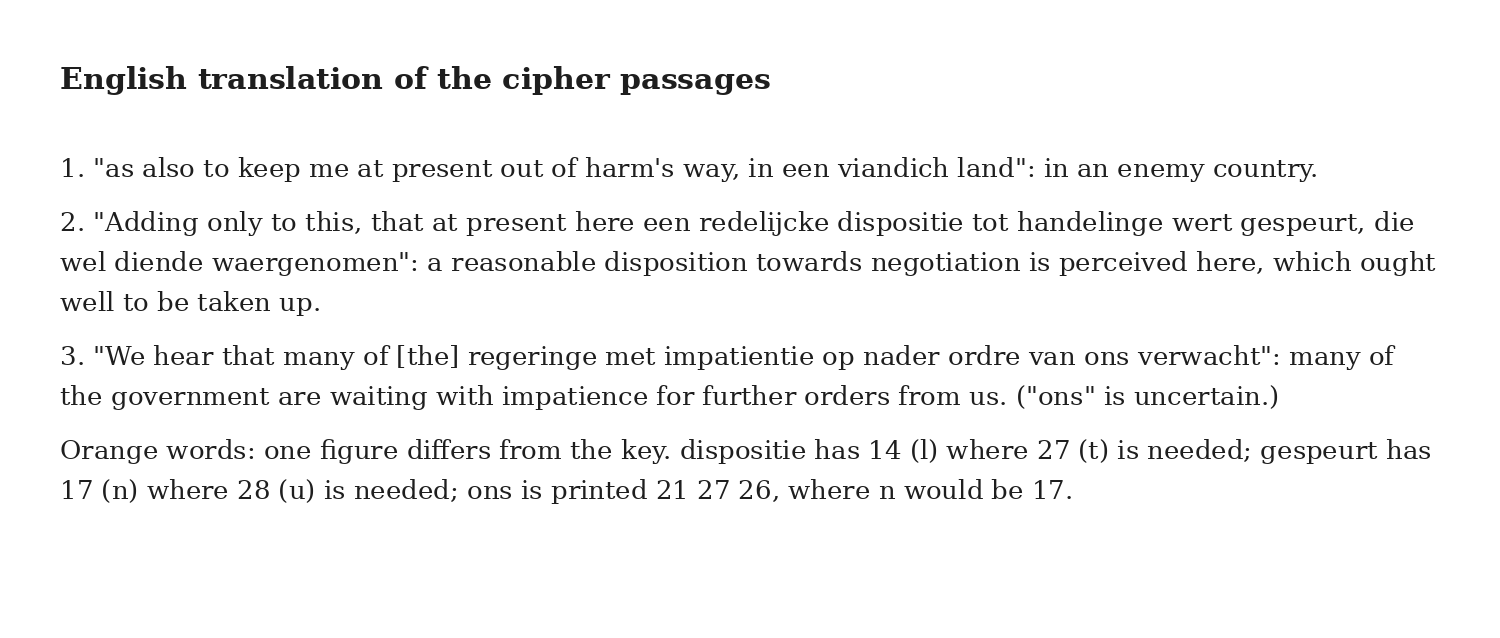 English translation of the cipher passages
1. "as also to keep me at present out of harm's way, in een viandich land": in an enemy country.
2. "Adding only to this, that at present here een redelijcke dispositie tot handelinge wert gespeurt, die
wel diende waergenomen": a reasonable disposition towards negotiation is perceived here, which ought
well to be taken up.
3. "We hear that many of [the] regeringe met impatientie op nader ordre van ons verwacht": many of
the government are waiting with impatience for further orders from us. ("ons" is uncertain.)
Orange words: one figure differs from the key. dispositie has 14 (l) where 27 (t) is needed; gespeurt has
17 (n) where 28 (u) is needed; ons is printed 21 27 26, where n would be 17.